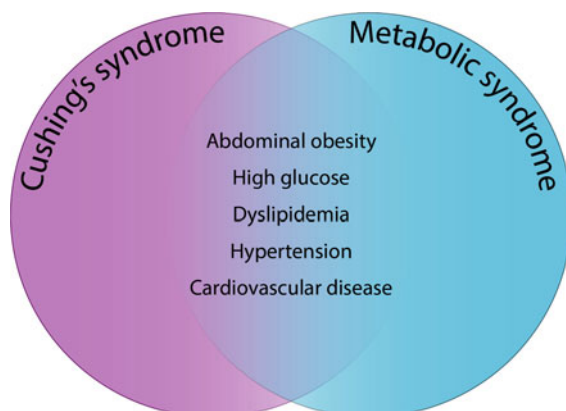 Cushing's syndrome
Metabolic syndrome
Abdominal obesity
High glucose
Dyslipidemia
Hypertension
Cardiovascular disease